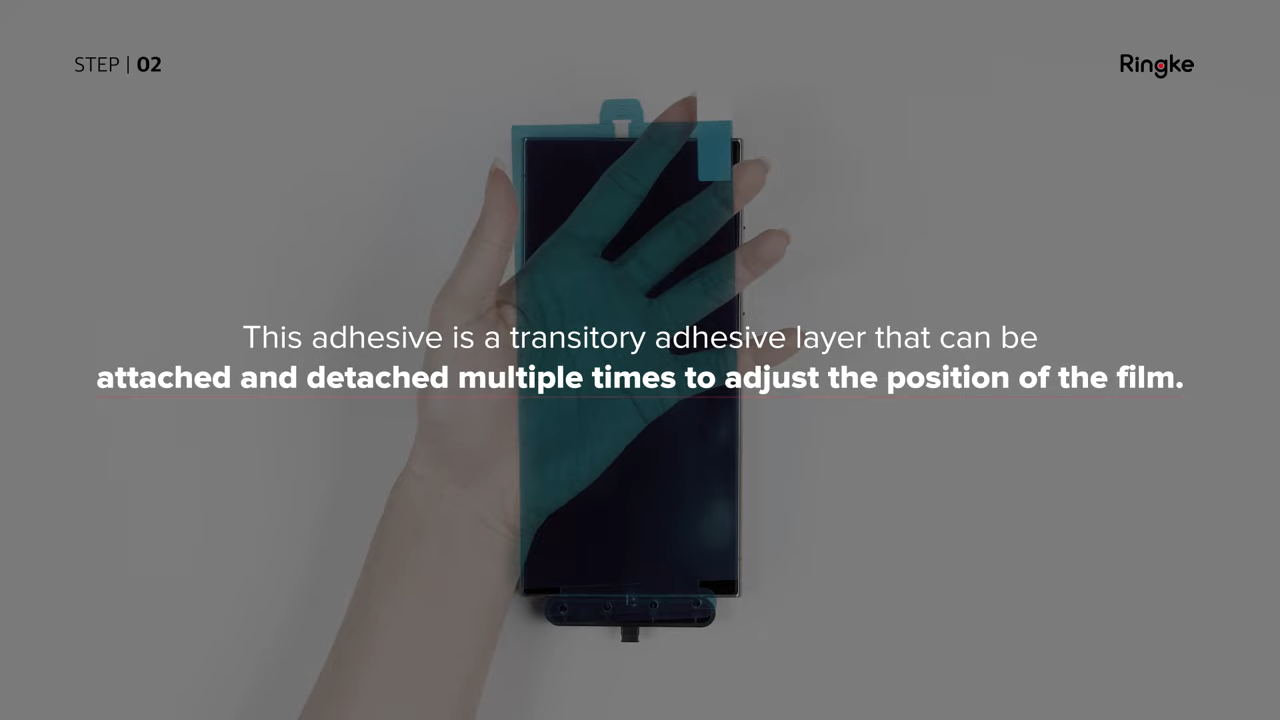 STEP | 02
Ringke
This adhesive is a transitory adhesive layer that can be
attached and detached multiple times to adjust the position of the film.